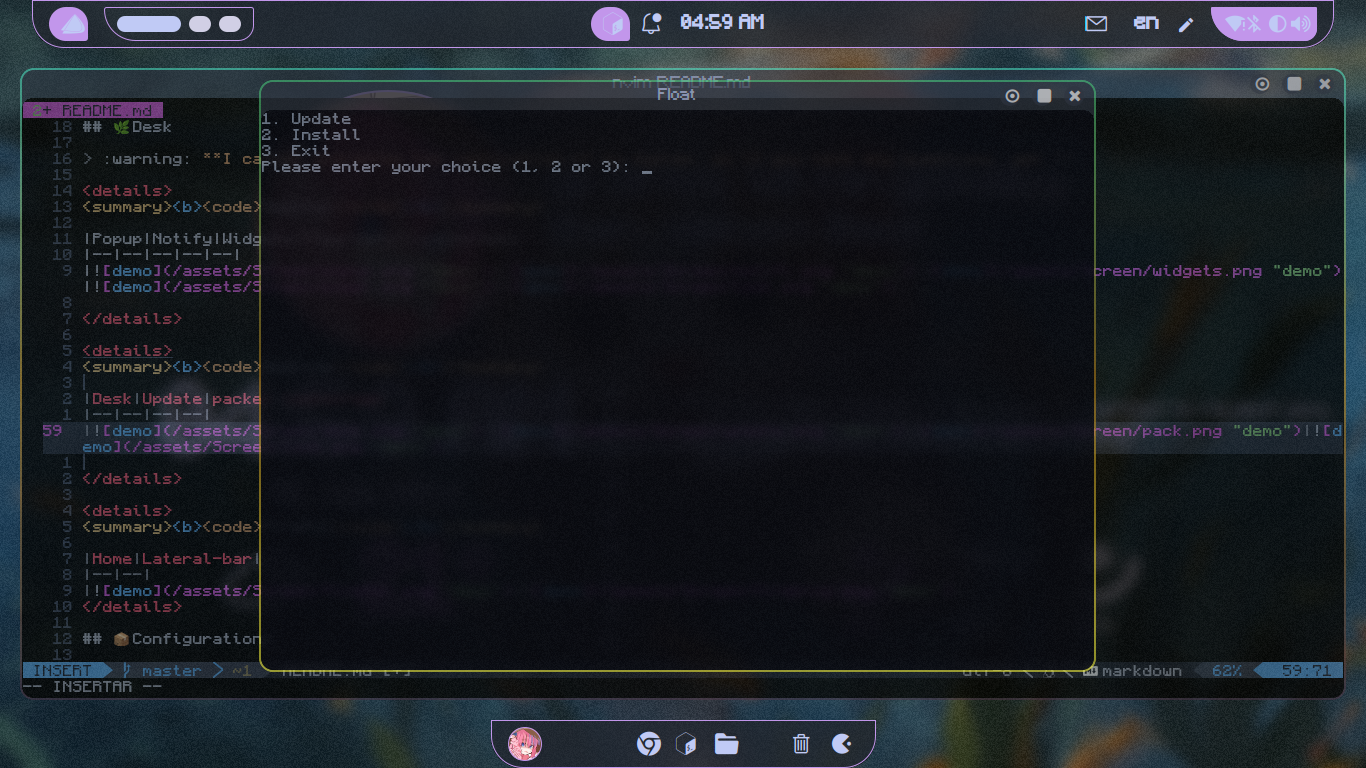 04:59 AM
en
nvim README.md
Float
README.md
1. Update
2. Install
3. Exit
Please enter your choice (1, 2 or 3): _
18 ## 🌿Desk
17
16 > :warning: **I ca
15
14 <details>
13 <summary><b><code>
12
11 |Popup|Notify|Widg
10 |--|--|--|--|--|
9 |![demo](/assets/S creen/widgets.png "demo")
|![demo](/assets/S
8
7 </details>
6
5 <details>
4 <summary><b><code>
3
2 |Desk|Update|packe
1 |--|--|--|--|
59 |![demo](/assets/S reen/pack.png "demo")|![d
emo](/assets/Scree
1
2 </details>
3
4 <details>
5 <summary><b><code>
6
7 |Home|Lateral-bar|
8 |--|--|
9 |![demo](/assets/S
10 </details>
11
12 ## 📦Configuration
13
INSERT master ~1 README.md [+] markdown 62% 59:71
-- INSERTAR --